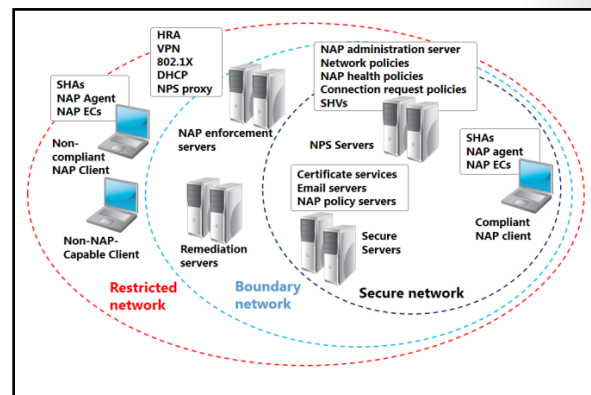 HRA
VPN
802.1X
DHCP
NPS proxy
NAP administration server
Network policies
NAP health policies
Connection request policies
SHVs
SHAs
NAP Agent
NAP ECs
SHAs
NAP agent
NAP ECs
Non-
compliant
NAP Client
NAP enforcement
servers
NPS Servers
Certificate services
Email servers
NAP policy servers
Compliant
NAP client
Non-NAP-
Capable Client
Remediation
servers
Secure
Servers
Restricted
network
Boundary
network
Secure network